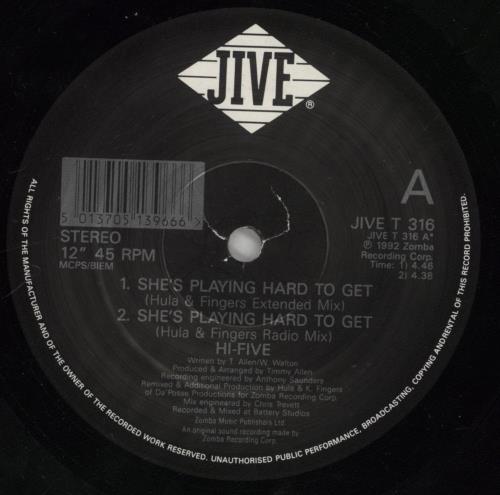 JIVE
®
A
5 013705 139666 >
STEREO
12" 45 RPM
MCPS/BIEM
JIVE T 316
JIVE T 316 A*
℗ 1992 Zomba
Recording Corp.
Time: 1) 4.46
2) 4.38
1. SHE'S PLAYING HARD TO GET
(Hula & Fingers Extended Mix)
2. SHE'S PLAYING HARD TO GET
(Hula & Fingers Radio Mix)
HI-FIVE
Written by T. Allen/W. Walton
Produced & Arranged by Timmy Allen
Recording engineered by Anthony Saunders
Remixed & Additional Production by Hula & K. Fingers
of Da Posse Productions for Zomba Recording Corp.
Mix engineered by Chris Trevett
Recorded & Mixed at Battery Studios
Zomba Music Publishers Ltd.
An original sound recording made by
Zomba Recording Corp.
ALL RIGHTS OF THE MANUFACTURER AND OF THE OWNER OF THE RECORDED WORK RESERVED. UNAUTHORISED PUBLIC PERFORMANCE, BROADCASTING, COPYING AND RENTAL OF THIS RECORD PROHIBITED.